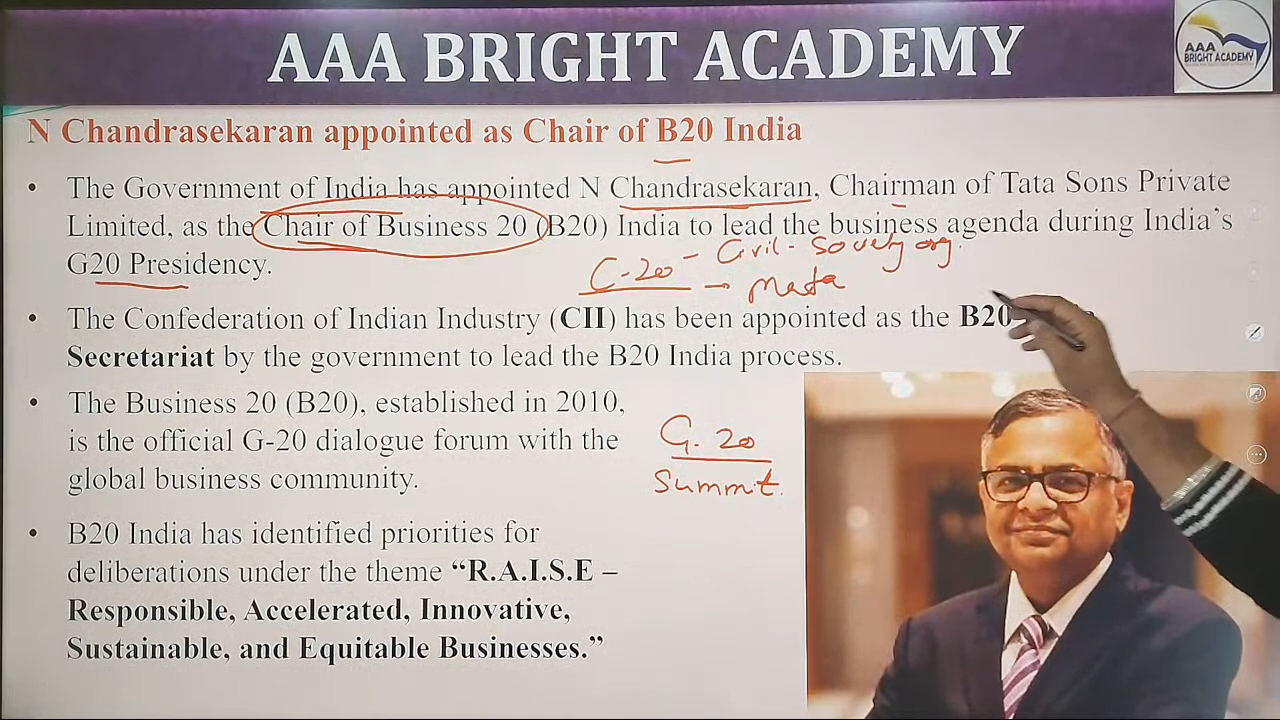 AAA BRIGHT ACADEMY
AAA
BRIGHT ACADEMY
N Chandrasekaran appointed as Chair of B20 India
• The Government of India has appointed N Chandrasekaran, Chairman of Tata Sons Private
Limited, as the Chair of Business 20 (B20) India to lead the business agenda during India's
G20 Presidency.
C-20 - Civil - Society org.
→ Mata
• The Confederation of Indian Industry (CII) has been appointed as the B20
Secretariat by the government to lead the B20 India process.
• The Business 20 (B20), established in 2010,
is the official G-20 dialogue forum with the
global business community.
G-20
Summit.
• B20 India has identified priorities for
deliberations under the theme “R.A.I.S.E –
Responsible, Accelerated, Innovative,
Sustainable, and Equitable Businesses.”